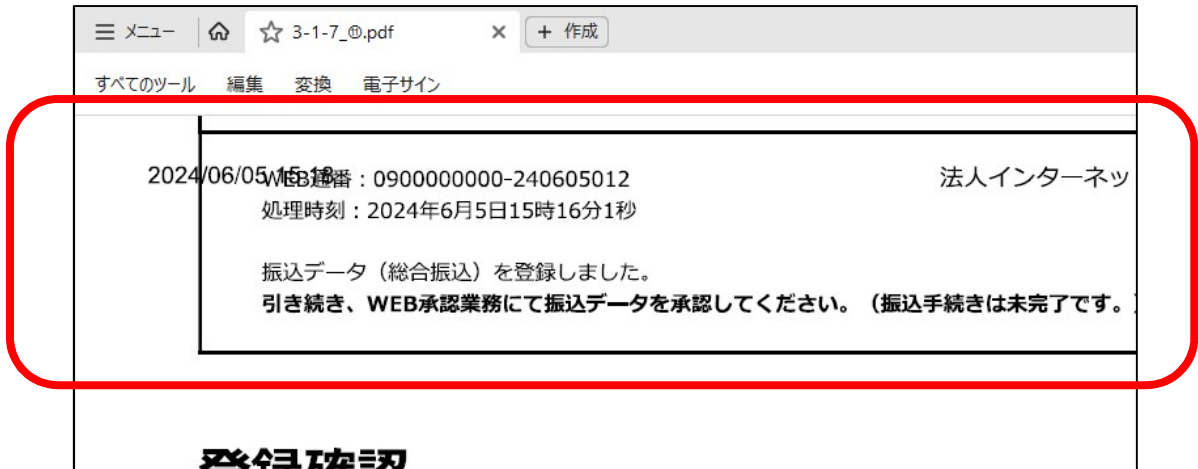 メニュー 3-1-7_⑪.pdf × + 作成
すべてのツール 編集 変換 電子サイン
2024/06/05 15:18
WEB通番：0900000000-240605012
法人インターネッ
処理時刻：2024年6月5日15時16分1秒
振込データ（総合振込）を登録しました。
引き続き、WEB承認業務にて振込データを承認してください。（振込手続きは未完了です。）
登録確認